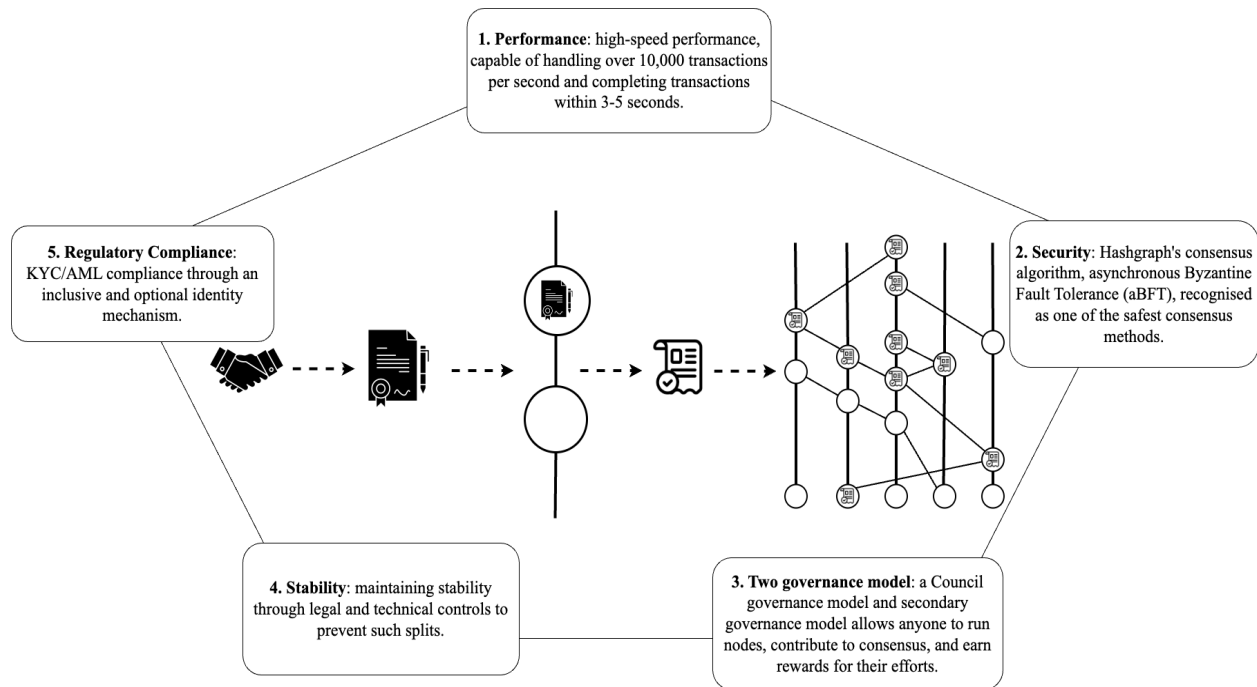 1. Performance: high-speed performance,
capable of handling over 10,000 transactions
per second and completing transactions
within 3-5 seconds.
5. Regulatory Compliance:
KYC/AML compliance through an
inclusive and optional identity
mechanism.
2. Security: Hashgraph's consensus
algorithm, asynchronous Byzantine
Fault Tolerance (aBFT), recognised
as one of the safest consensus
methods.
4. Stability: maintaining stability
through legal and technical controls to
prevent such splits.
3. Two governance model: a Council
governance model and secondary
governance model allows anyone to run
nodes, contribute to consensus, and earn
rewards for their efforts.